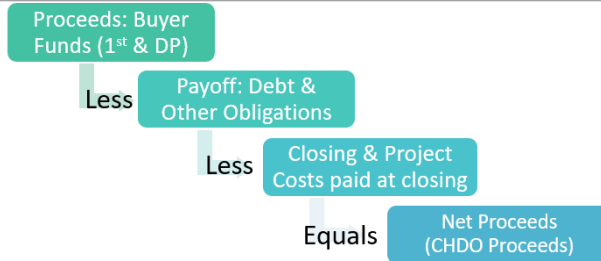 Proceeds: Buyer
Funds (1st & DP)
Less
Payoff: Debt &
Other Obligations
Less
Closing & Project
Costs paid at closing
Equals
Net Proceeds
(CHDO Proceeds)